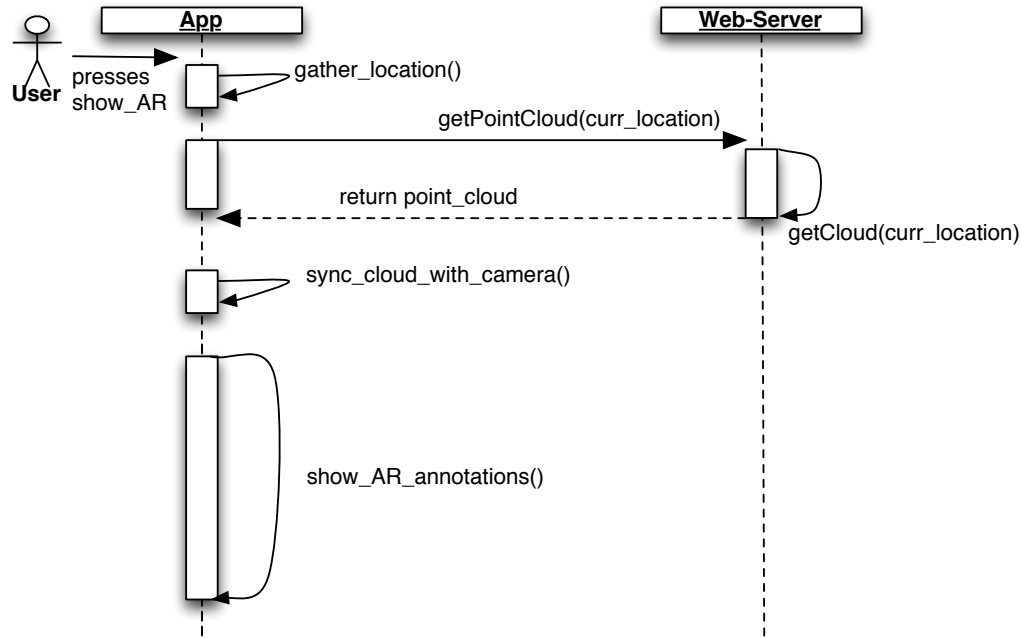 App
Web-Server
User
presses
show_AR
gather_location()
getPointCloud(curr_location)
return point_cloud
getCloud(curr_location)
sync_cloud_with_camera()
show_AR_annotations()